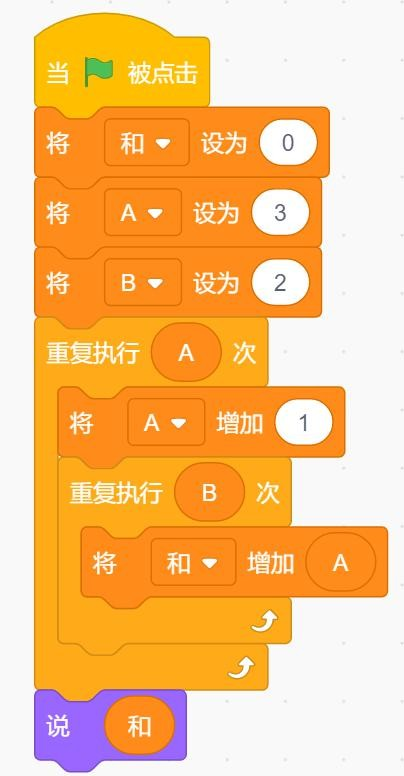 当 被点击
将 和 设为 0
将 A 设为 3
将 B 设为 2
重复执行 A 次
将 A 增加 1
重复执行 B 次
将 和 增加 A
说 和